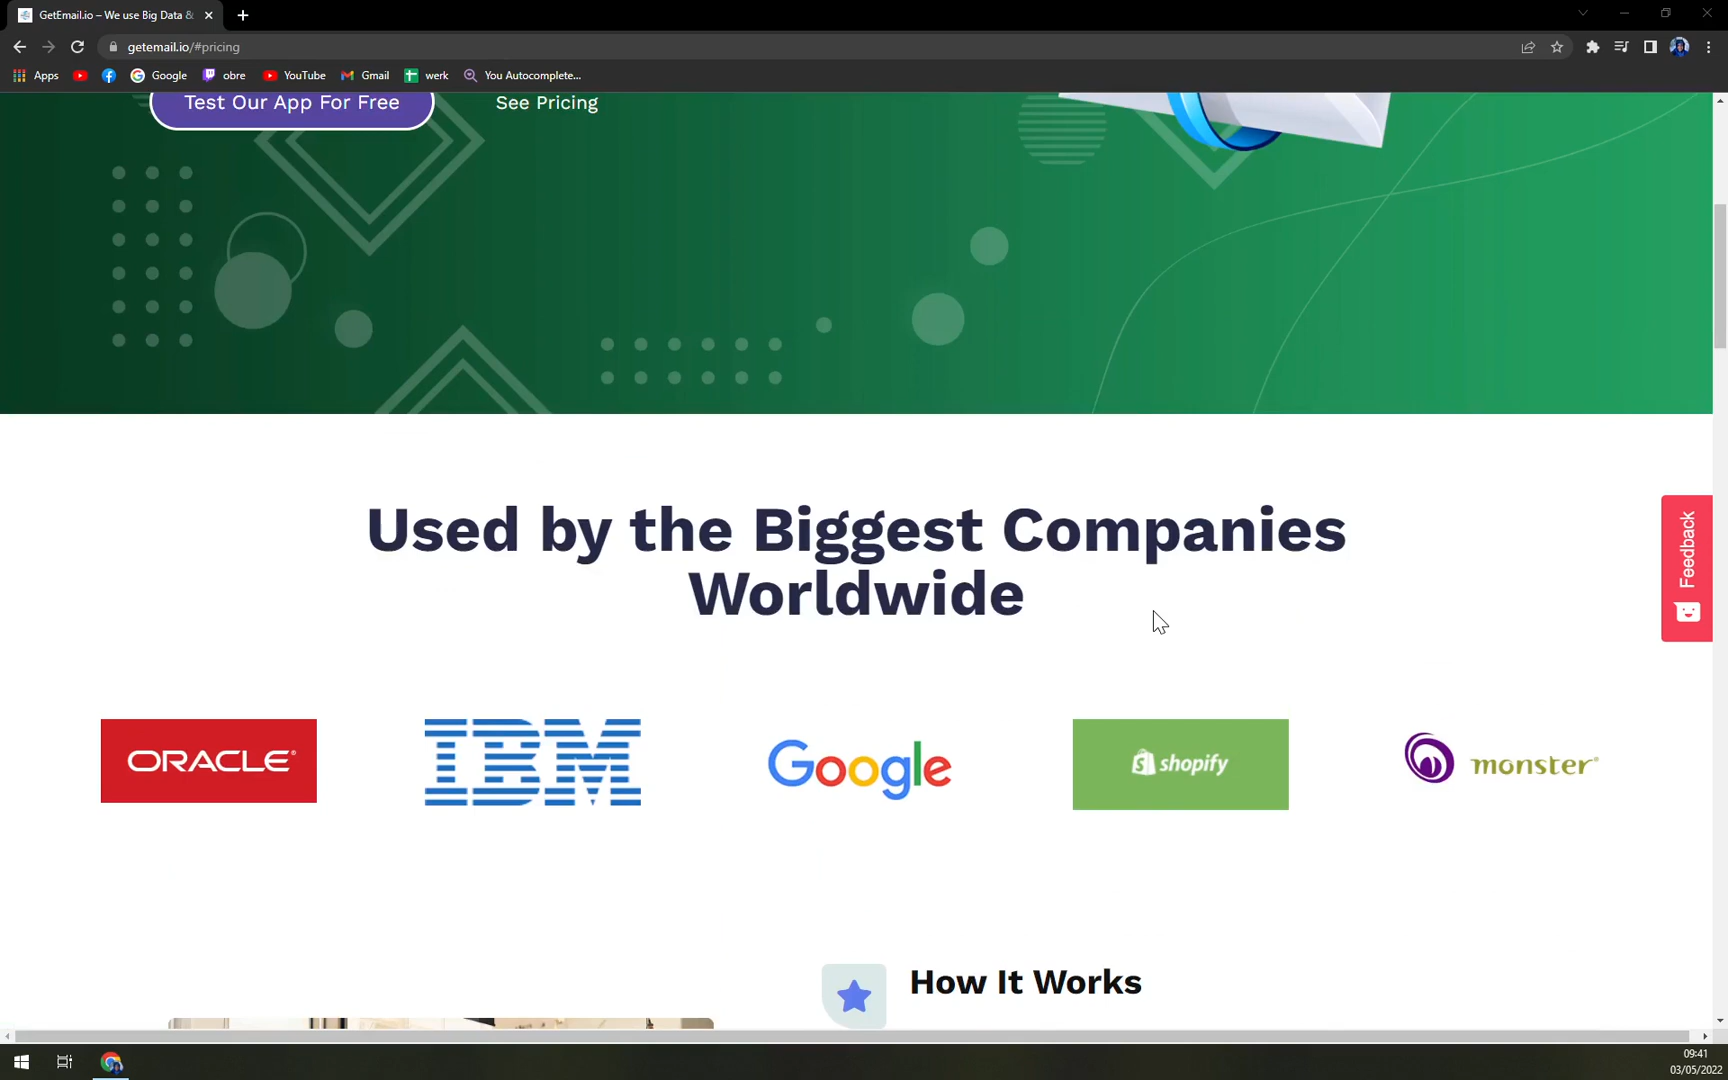 GetEmail.io – We use Big Data &
getemail.io/#pricing
Apps
Google
obre
YouTube
Gmail
werk
You Autocomplete...
Test Our App For Free
See Pricing
Used by the Biggest Companies
Worldwide
Feedback
ORACLE®
IBM
Google
shopify
monster®
How It Works
09:41
03/05/2022